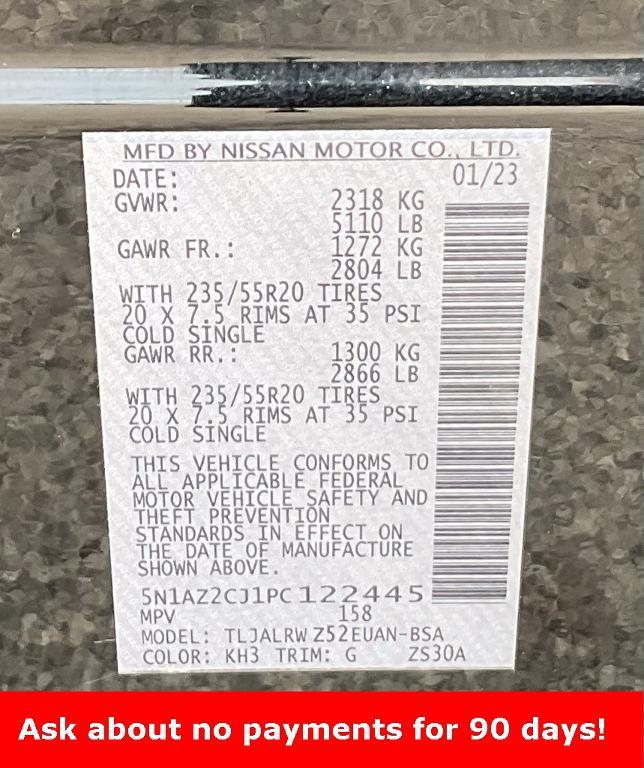 MFD BY NISSAN MOTOR CO., LTD.
DATE: 01/23
GVWR: 2318 KG
5110 LB
GAWR FR.: 1272 KG
2804 LB
WITH 235/55R20 TIRES
20 X 7.5 RIMS AT 35 PSI
COLD SINGLE
GAWR RR.: 1300 KG
2866 LB
WITH 235/55R20 TIRES
20 X 7.5 RIMS AT 35 PSI
COLD SINGLE
THIS VEHICLE CONFORMS TO
ALL APPLICABLE FEDERAL
MOTOR VEHICLE SAFETY AND
THEFT PREVENTION
STANDARDS IN EFFECT ON
THE DATE OF MANUFACTURE
SHOWN ABOVE.
5N1AZ2CJ1PC122445
MPV 158
MODEL: TLJALRW Z52EUAN-BSA
COLOR: KH3 TRIM: G ZS30A
Ask about no payments for 90 days!